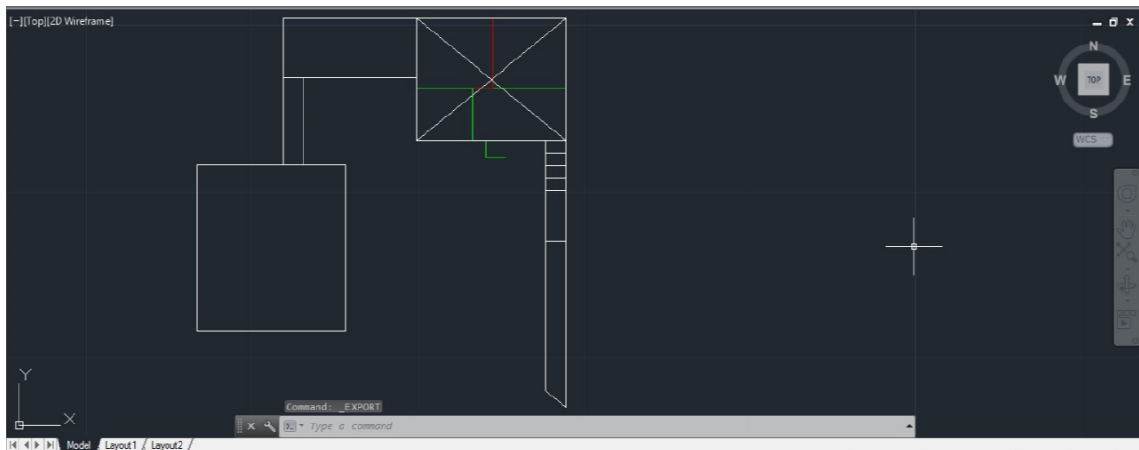 [−][Top][2D Wireframe]
N
W TOP E
S
WCS
Y
X
Command: _EXPORT
Type a command
Model Layout1 Layout2